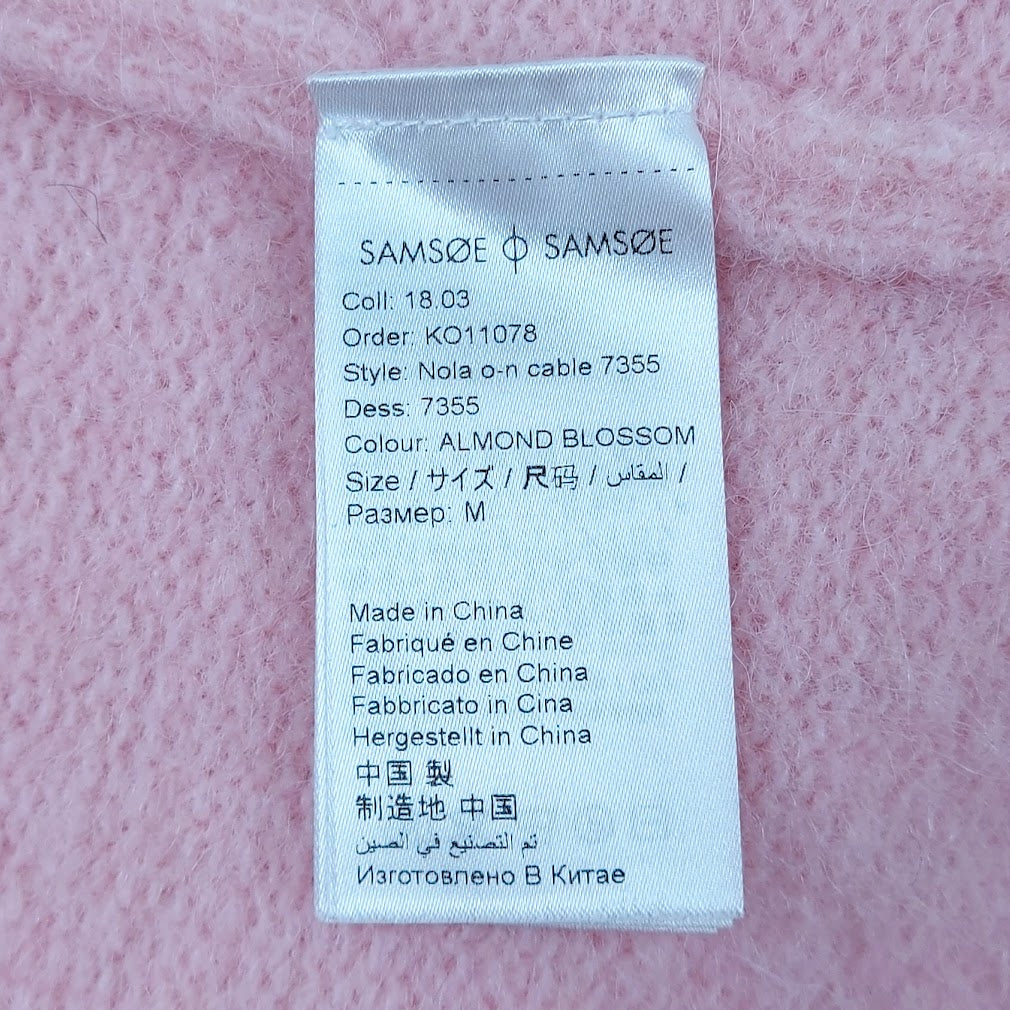 SAMSØE SAMSØE
Coll: 18.03
Order: KO11078
Style: Nola o-n cable 7355
Dess: 7355
Colour: ALMOND BLOSSOM
Size / サイズ / 尺码 / المقاس /
Размер: M
Made in China
Fabriqué en Chine
Fabricado en China
Fabbricato in Cina
Hergestellt in China
中国 製
制造地 中国
تم التصنيع في الصين
Изготовлено В Китае